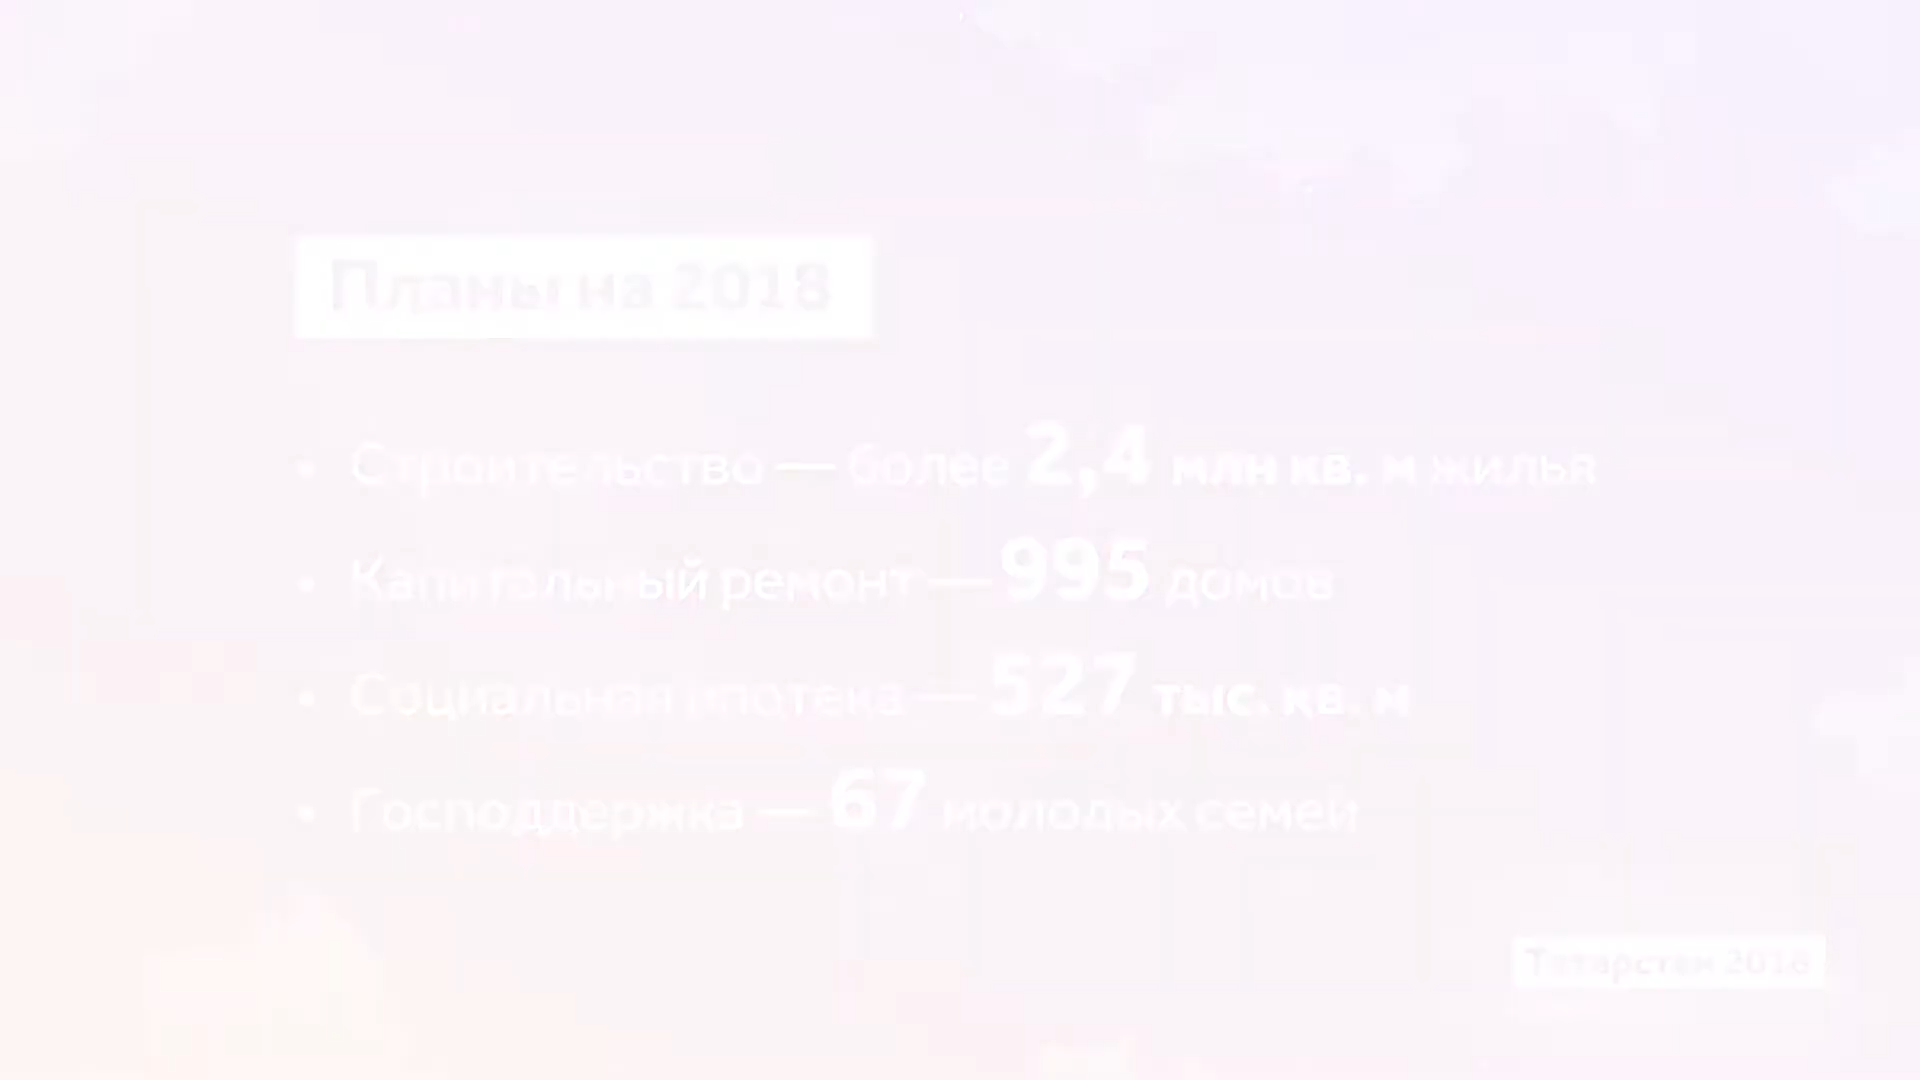 Планы на 2018
• Строительство — более 2,4 млн кв. м жилья
• Капитальный ремонт — 995 домов
• Социальная ипотека — 527 тыс. кв. м
• Господдержка — 67 молодых семей
Татарстан 2018